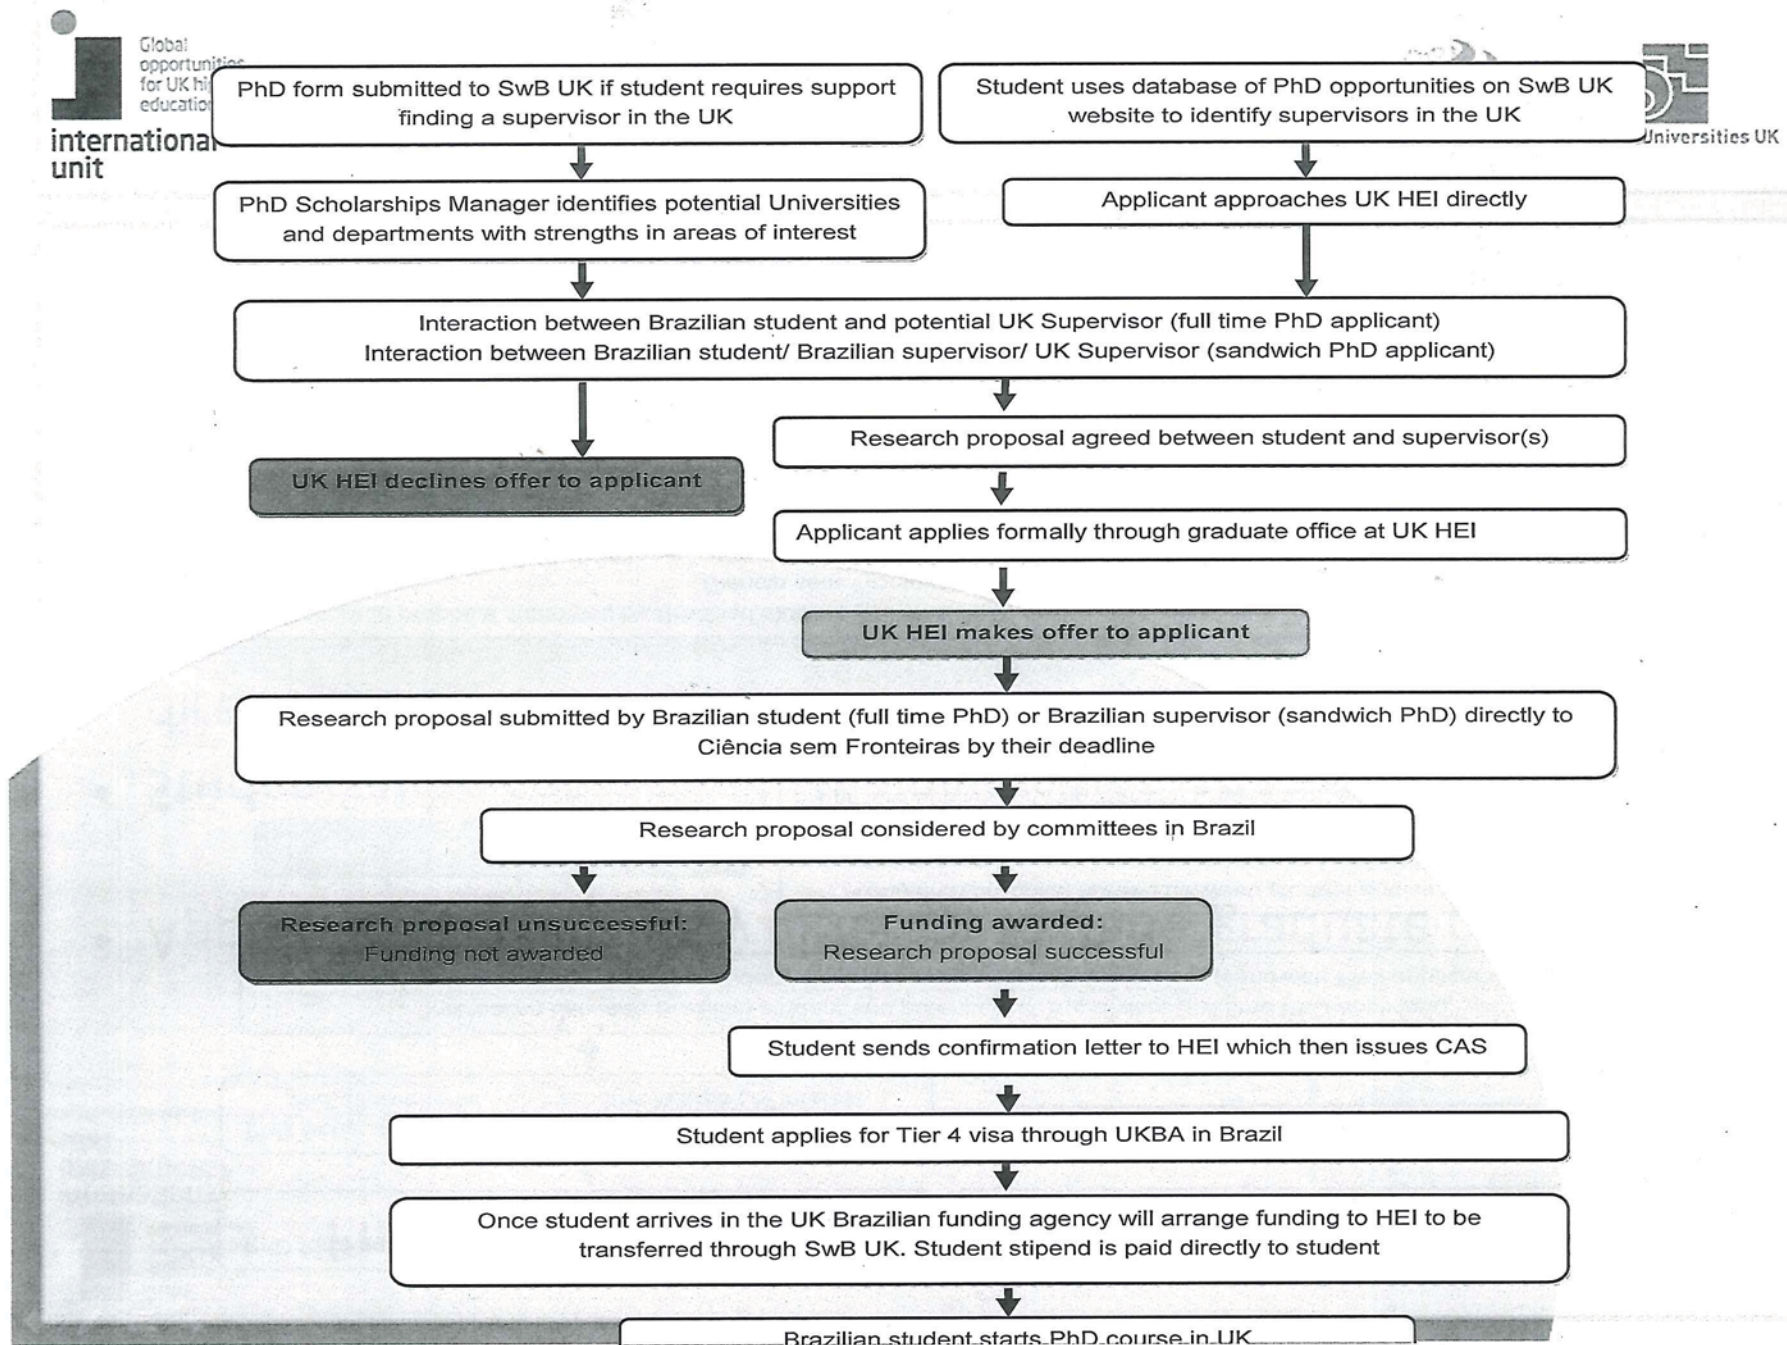 Global
opportunities
for UK hi
education
international
unit
Universities UK
PhD form submitted to SwB UK if student requires support
finding a supervisor in the UK
Student uses database of PhD opportunities on SwB UK
website to identify supervisors in the UK
PhD Scholarships Manager identifies potential Universities
and departments with strengths in areas of interest
Applicant approaches UK HEI directly
Interaction between Brazilian student and potential UK Supervisor (full time PhD applicant)
Interaction between Brazilian student/ Brazilian supervisor/ UK Supervisor (sandwich PhD applicant)
Research proposal agreed between student and supervisor(s)
UK HEI declines offer to applicant
Applicant applies formally through graduate office at UK HEI
UK HEI makes offer to applicant
Research proposal submitted by Brazilian student (full time PhD) or Brazilian supervisor (sandwich PhD) directly to
Ciência sem Fronteiras by their deadline
Research proposal considered by committees in Brazil
Research proposal unsuccessful:
Funding not awarded
Funding awarded:
Research proposal successful
Student sends confirmation letter to HEI which then issues CAS
Student applies for Tier 4 visa through UKBA in Brazil
Once student arrives in the UK Brazilian funding agency will arrange funding to HEI to be
transferred through SwB UK. Student stipend is paid directly to student
Brazilian student starts PhD course in UK